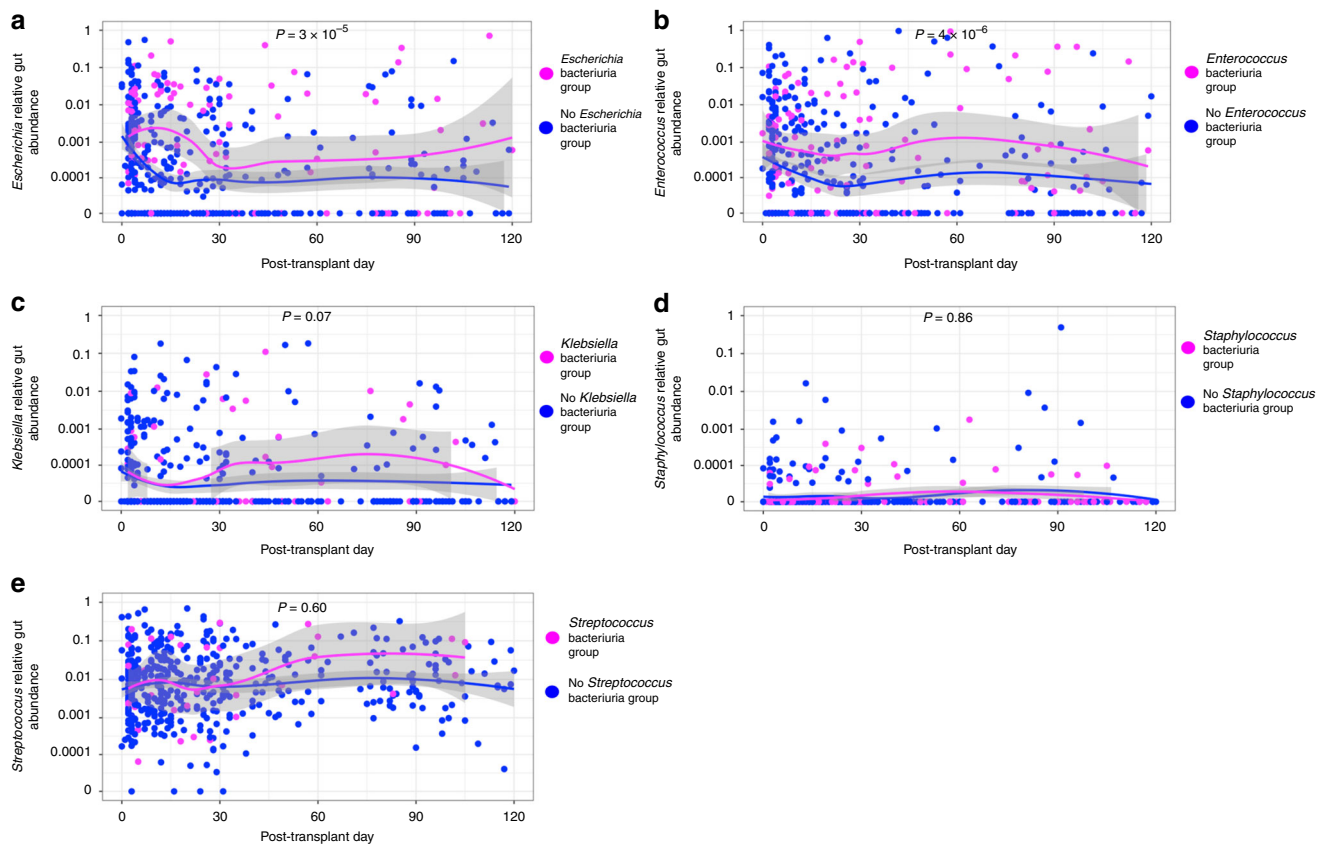 a
P = 3 × 10⁻⁵
Escherichia relative gut
abundance
1
0.1
0.01
0.001
0.0001
0
0
30
60
90
120
Post-transplant day
Escherichia
bacteriuria
group
No Escherichia
bacteriuria
group
b
P = 4 × 10⁻⁶
Enterococcus relative gut
abundance
1
0.1
0.01
0.001
0.0001
0
0
30
60
90
120
Post-transplant day
Enterococcus
bacteriuria
group
No Enterococcus
bacteriuria
group
c
P = 0.07
Klebsiella relative gut
abundance
1
0.1
0.01
0.001
0.0001
0
0
30
60
90
120
Post-transplant day
Klebsiella
bacteriuria
group
No Klebsiella
bacteriuria
group
d
P = 0.86
Staphylococcus relative gut
abundance
1
0.1
0.01
0.001
0.0001
0
0
30
60
90
120
Post-transplant day
Staphylococcus
bacteriuria
group
No Staphylococcus
bacteriuria group
e
P = 0.60
Streptococcus relative gut
abundance
1
0.1
0.01
0.001
0.0001
0
0
30
60
90
120
Post-transplant day
Streptococcus
bacteriuria
group
No Streptococcus
bacteriuria group